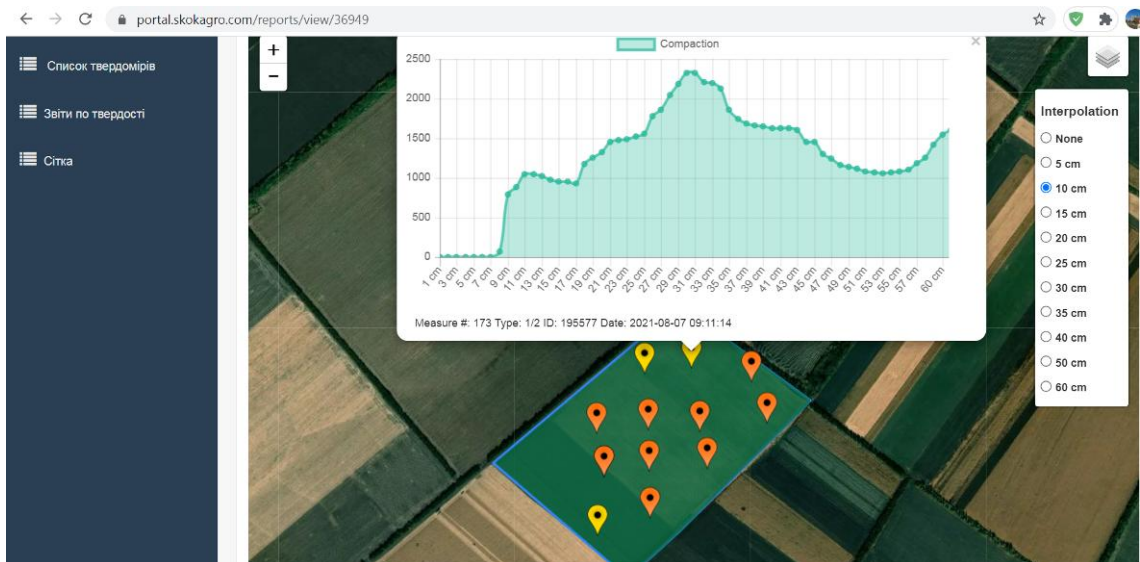 portal.skokagro.com/reports/view/36949
Список твердомірів
Звіти по твердості
Сітка
+
−
Compaction
×
2500
2000
1500
1000
500
0
1 cm
3 cm
5 cm
7 cm
9 cm
11 cm
13 cm
15 cm
17 cm
19 cm
21 cm
23 cm
25 cm
27 cm
29 cm
31 cm
33 cm
35 cm
37 cm
39 cm
41 cm
43 cm
45 cm
47 cm
49 cm
51 cm
53 cm
55 cm
57 cm
60 cm
Measure #: 173 Type: 1/2 ID: 195577 Date: 2021-08-07 09:11:14
Interpolation
None
5 cm
10 cm
15 cm
20 cm
25 cm
30 cm
35 cm
40 cm
50 cm
60 cm